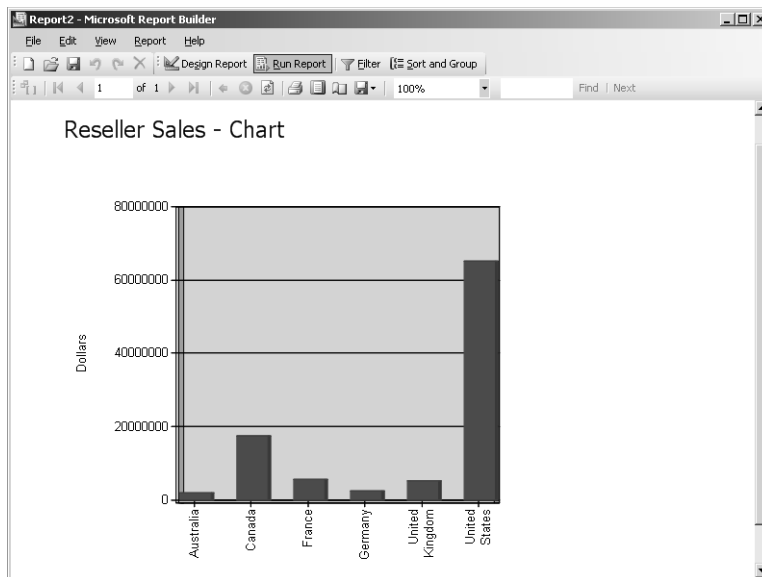 Report2 - Microsoft Report Builder
File Edit View Report Help
Design Report Run Report Filter Sort and Group
1 of 1 100% Find | Next
Reseller Sales - Chart
80000000
60000000
40000000
20000000
0
Dollars
Australia
Canada
France
Germany
United
Kingdom
United
States